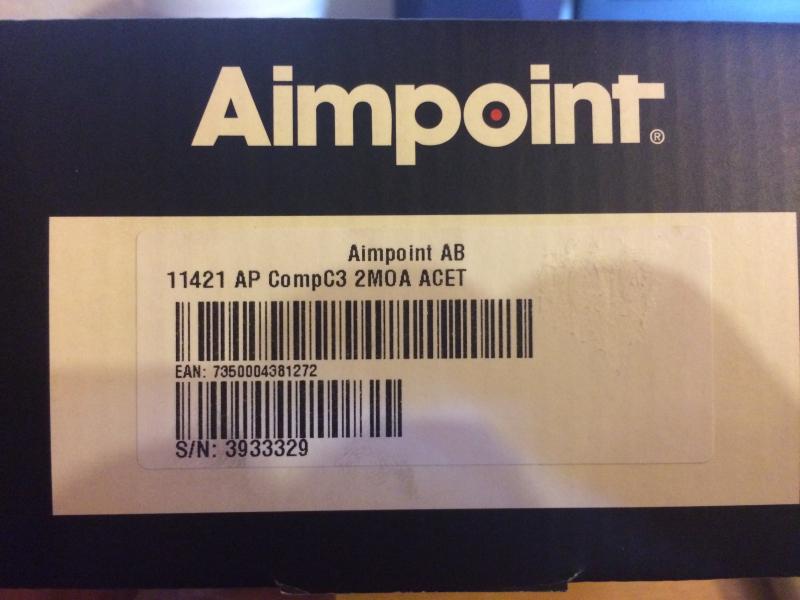 Aimpoint®
Aimpoint AB
11421 AP CompC3 2MOA ACET
EAN: 7350004381272
S/N: 3933329